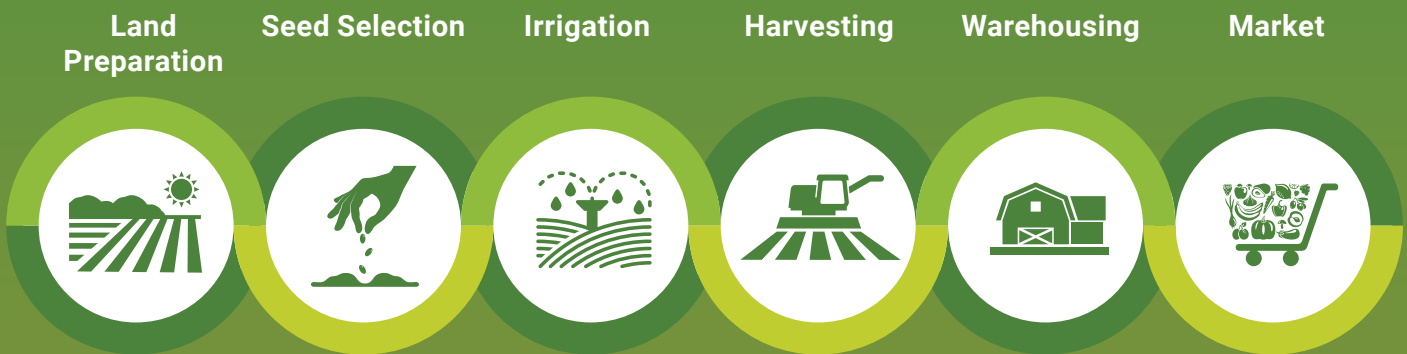 Land
Preparation
Seed Selection
Irrigation
Harvesting
Warehousing
Market